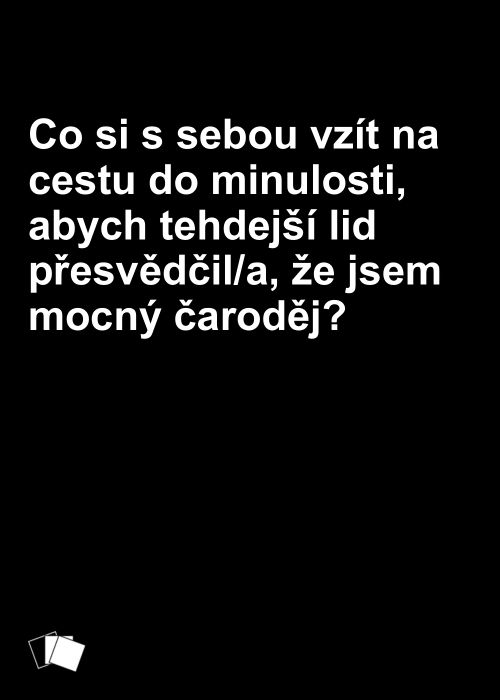 Co si s sebou vzít na
cestu do minulosti,
abych tehdejší lid
přesvědčil/a, že jsem
mocný čaroděj?